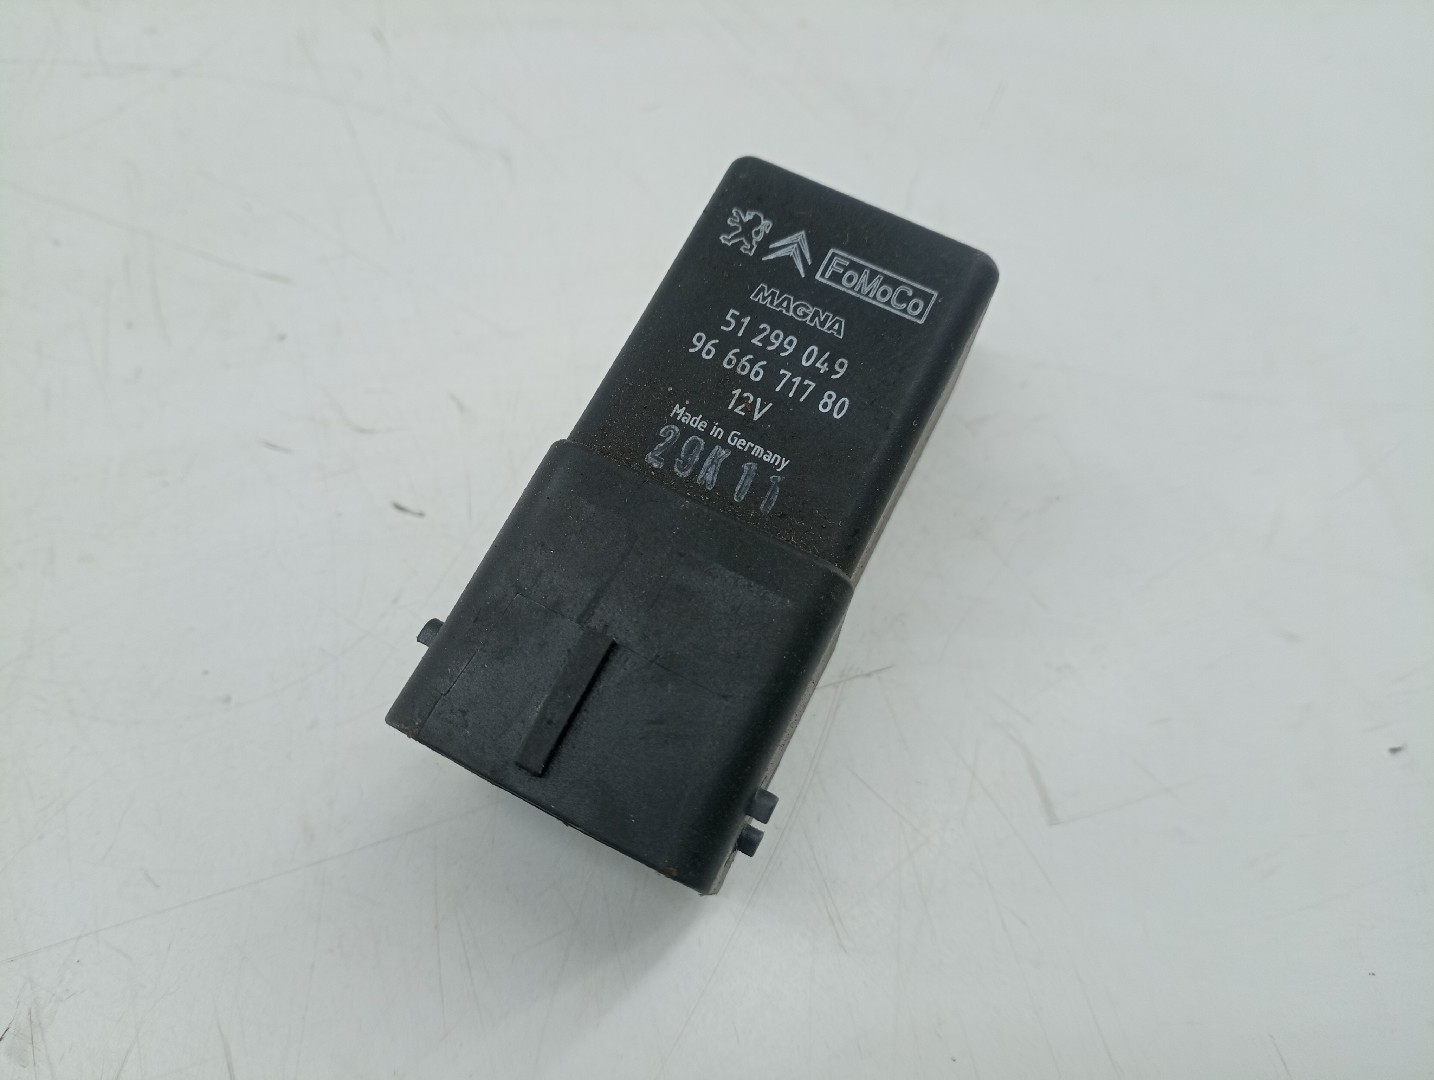 FoMoCo
MAGNA
51 299 049
96 666 717 80
12V
Made in Germany
29K11